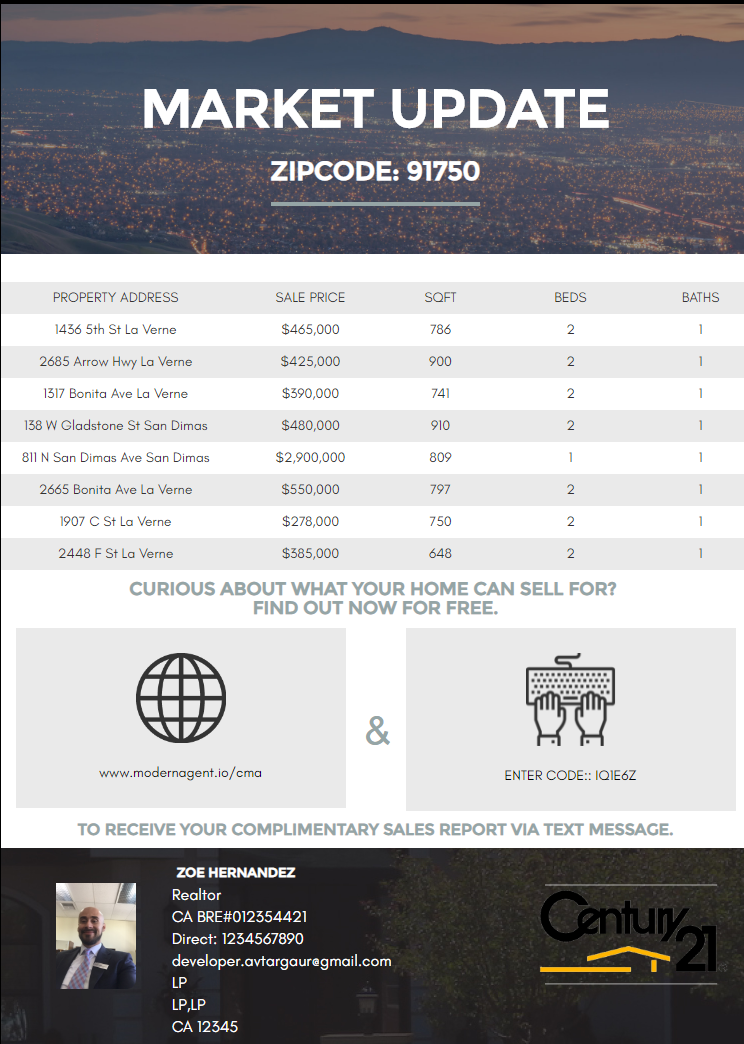 MARKET UPDATE
ZIPCODE: 91750
PROPERTY ADDRESS SALE PRICE SQFT BEDS BATHS
1436 5th St La Verne $465,000 786 2 1
2685 Arrow Hwy La Verne $425,000 900 2 1
1317 Bonita Ave La Verne $390,000 741 2 1
138 W Gladstone St San Dimas $480,000 910 2 1
811 N San Dimas Ave San Dimas $2,900,000 809 1 1
2665 Bonita Ave La Verne $550,000 797 2 1
1907 C St La Verne $278,000 750 2 1
2448 F St La Verne $385,000 648 2 1
CURIOUS ABOUT WHAT YOUR HOME CAN SELL FOR?
FIND OUT NOW FOR FREE.
www.modernagent.io/cma
&
ENTER CODE:: IQ1E6Z
TO RECEIVE YOUR COMPLIMENTARY SALES REPORT VIA TEXT MESSAGE.
ZOE HERNANDEZ
Realtor
CA BRE#012354421
Direct: 1234567890
developer.avtargaur@gmail.com
LP
LP,LP
CA 12345
Century
21